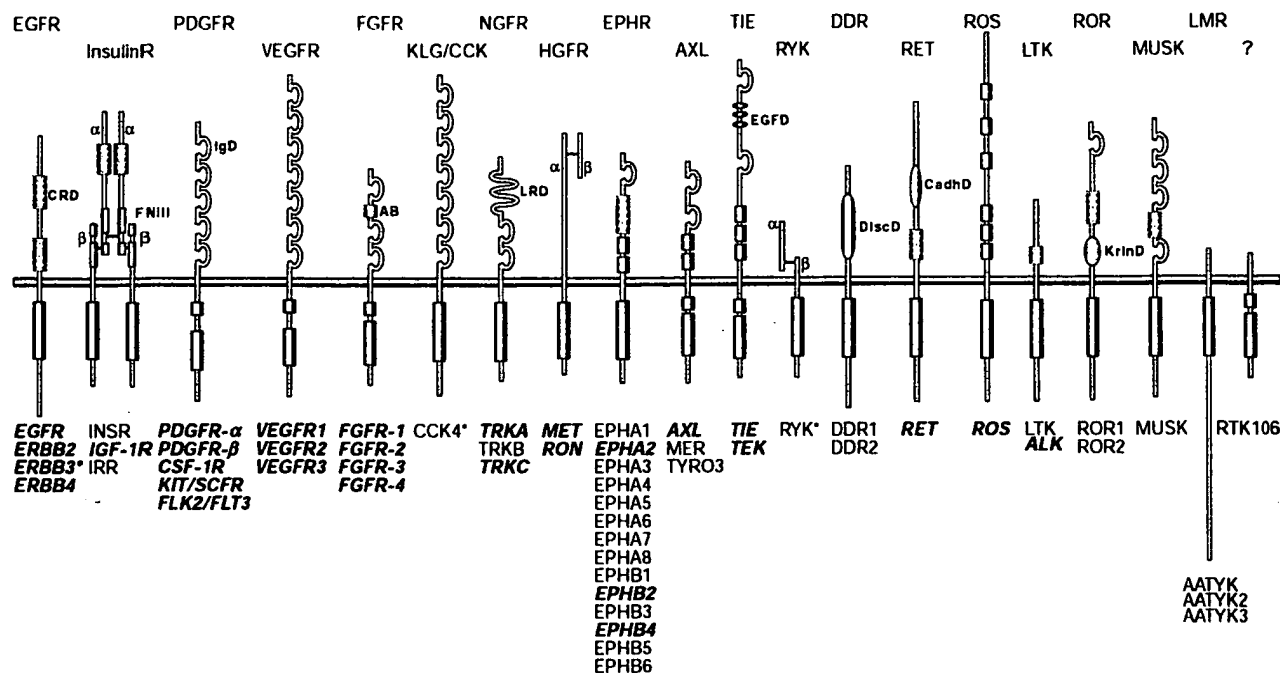 EGFR PDGFR FGFR NGFR EPHR TIE DDR ROS ROR LMR
InsulinR VEGFR KLG/CCK HGFR AXL RYK RET LTK MUSK ?
α α
IgD
EGFD
α β
CRD
FNIII
AB
LRD
CadhD
DiscD
β β
α β
KrinD
EGFR
ERBB2
ERBB3*
ERBB4
INSR
IGF-1R
IRR
PDGFR-α
PDGFR-β
CSF-1R
KIT/SCFR
FLK2/FLT3
VEGFR1
VEGFR2
VEGFR3
FGFR-1
FGFR-2
FGFR-3
FGFR-4
CCK4*
TRKA
TRKB
TRKC
MET
RON
EPHA1
EPHA2
EPHA3
EPHA4
EPHA5
EPHA6
EPHA7
EPHA8
EPHB1
EPHB2
EPHB3
EPHB4
EPHB5
EPHB6
AXL
MER
TYRO3
TIE
TEK
RYK*
DDR1
DDR2
RET
ROS
LTK
ALK
ROR1
ROR2
MUSK
AATYK
AATYK2
AATYK3
RTK106